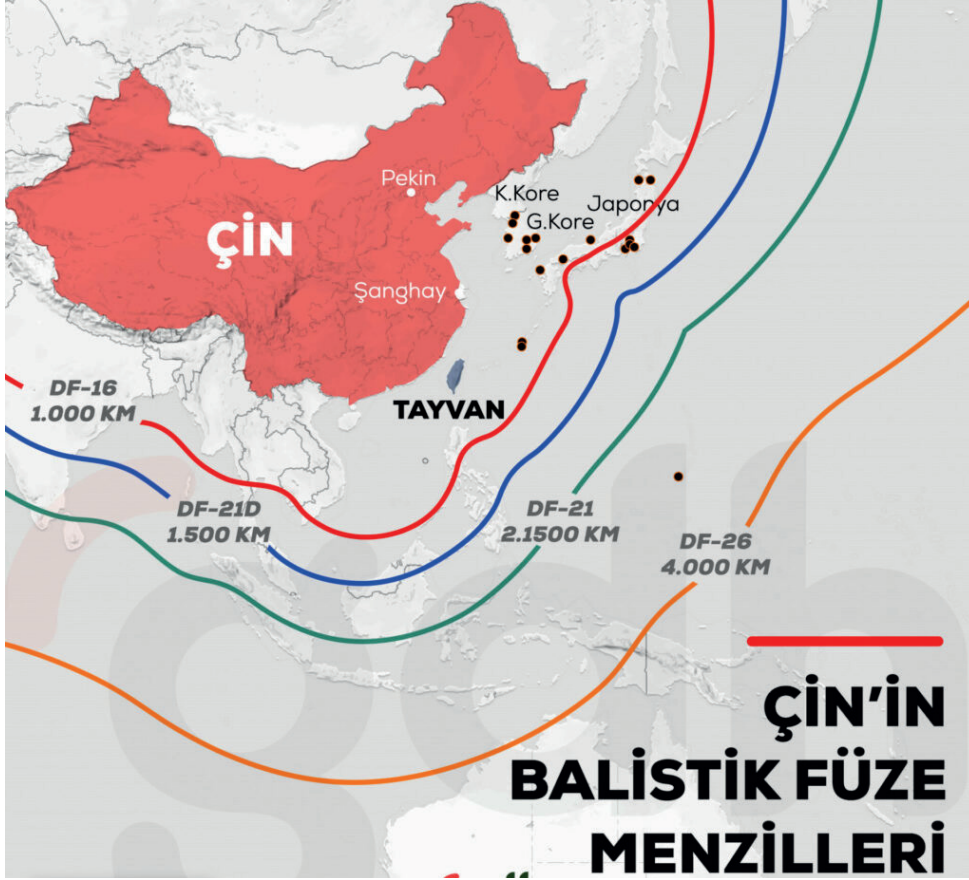 Pekin
K.Kore
G.Kore
Japonya
ÇİN
Şanghay
DF-16
1.000 KM
TAYVAN
DF-21D
1.500 KM
DF-21
2.1500 KM
DF-26
4.000 KM
gdh
ÇİN'İN
BALİSTİK FÜZE
MENZİLLERİ